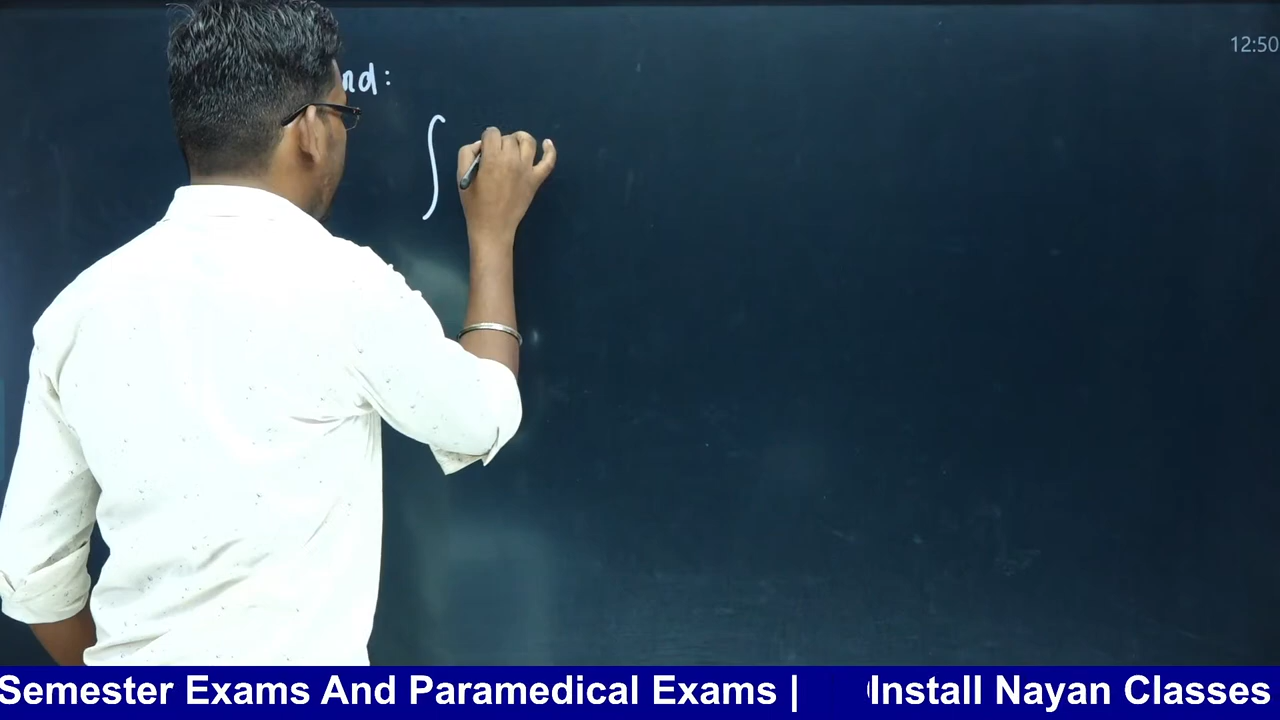 12:50
nd:
∫
Semester Exams And Paramedical Exams | Install Nayan Classes